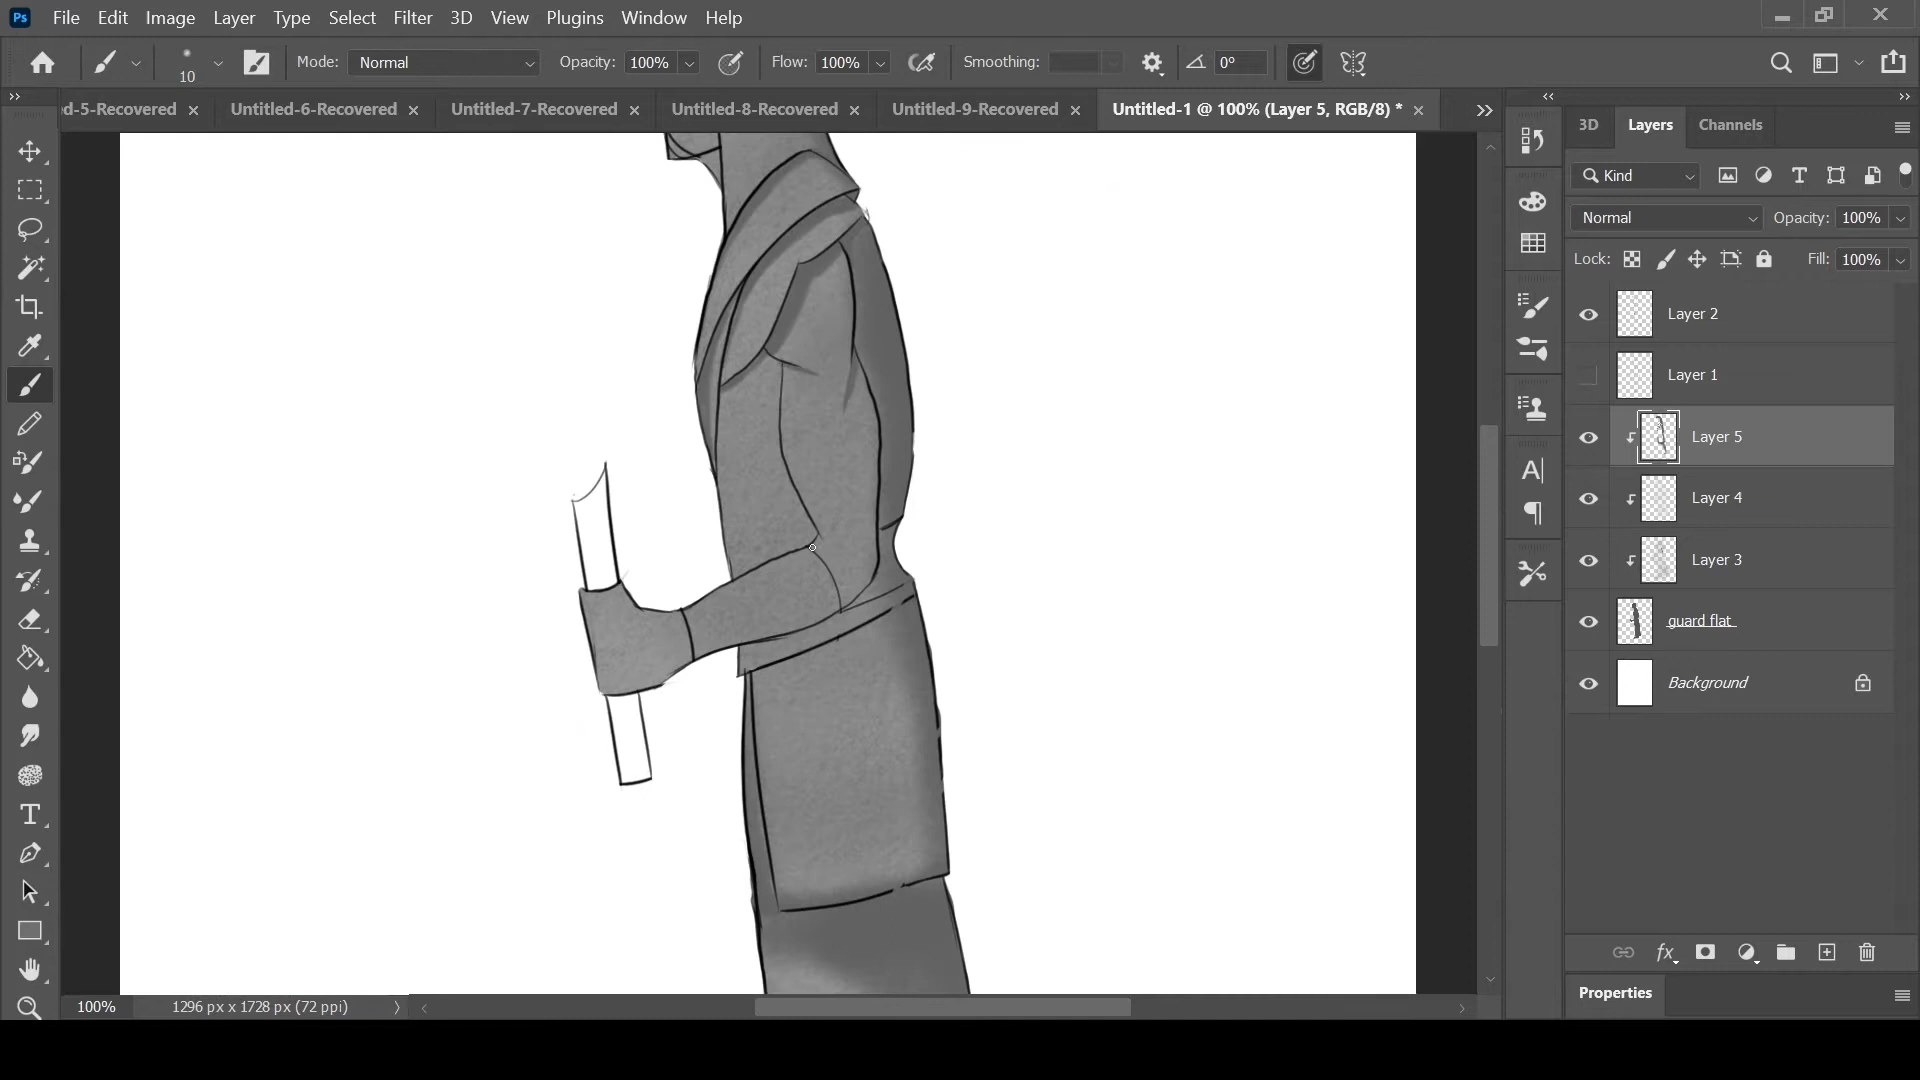 Ps File Edit Image Layer Type Select Filter 3D View Plugins Window Help
10 Mode: Normal Opacity: 100% Flow: 100% Smoothing: 0°
d-5-Recovered Untitled-6-Recovered Untitled-7-Recovered Untitled-8-Recovered Untitled-9-Recovered Untitled-1 @ 100% (Layer 5, RGB/8) *
3D Layers Channels
Kind
Normal Opacity: 100%
Lock: Fill: 100%
Layer 2
Layer 1
Layer 5
Layer 4
Layer 3
guard flat
Background
fx
Properties
100% 1296 px x 1728 px (72 ppi)